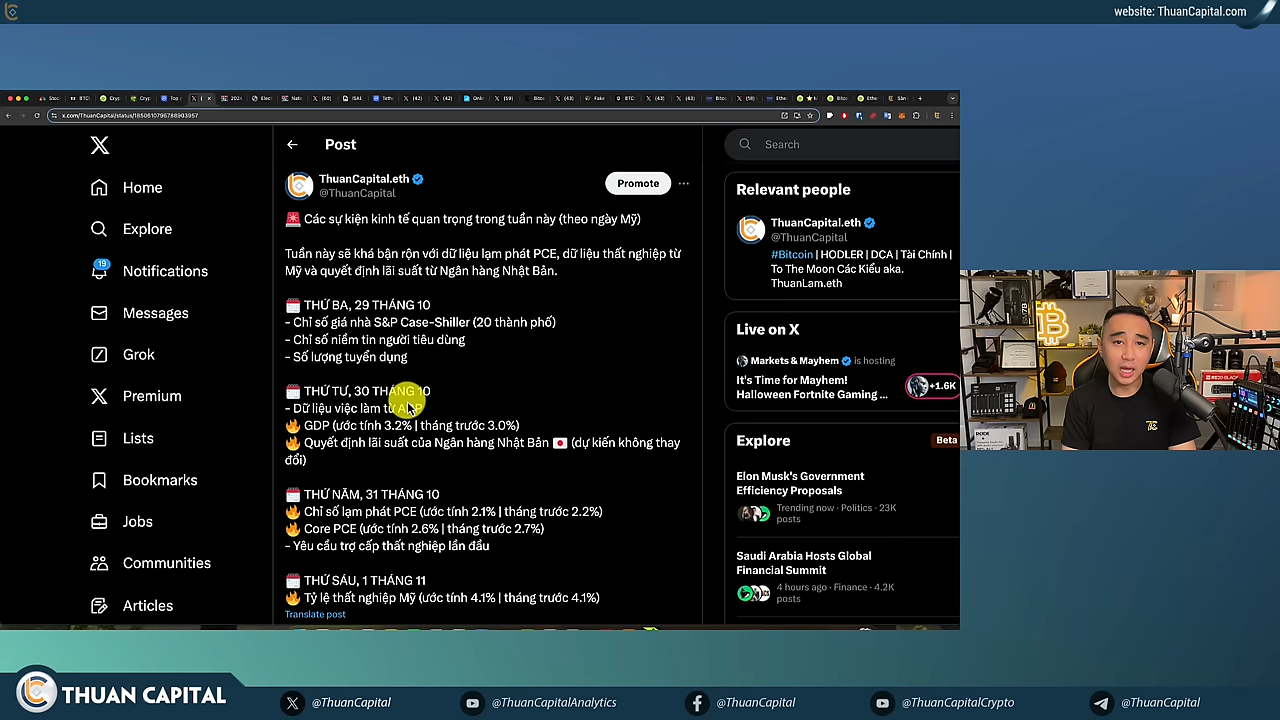 website: ThuanCapital.com
x.com/ThuanCapital/status/1850610796788903957
Post
Search
ThuanCapital.eth
@ThuanCapital
Promote
🚨 Các sự kiện kinh tế quan trọng trong tuần này (theo ngày Mỹ)
Tuần này sẽ khá bận rộn với dữ liệu lạm phát PCE, dữ liệu thất nghiệp từ
Mỹ và quyết định lãi suất từ Ngân hàng Nhật Bản.
🗓️ THỨ BA, 29 THÁNG 10
- Chỉ số giá nhà S&P Case-Shiller (20 thành phố)
- Chỉ số niềm tin người tiêu dùng
- Số lượng tuyển dụng
🗓️ THỨ TƯ, 30 THÁNG 10
- Dữ liệu việc làm từ ADP
🔥 GDP (ước tính 3.2% | tháng trước 3.0%)
🔥 Quyết định lãi suất của Ngân hàng Nhật Bản 🇯🇵 (dự kiến không thay
đổi)
🗓️ THỨ NĂM, 31 THÁNG 10
🔥 Chỉ số lạm phát PCE (ước tính 2.1% | tháng trước 2.2%)
🔥 Core PCE (ước tính 2.6% | tháng trước 2.7%)
- Yêu cầu trợ cấp thất nghiệp lần đầu
🗓️ THỨ SÁU, 1 THÁNG 11
🔥 Tỷ lệ thất nghiệp Mỹ (ước tính 4.1% | tháng trước 4.1%)
Translate post
Home
Explore
19
Notifications
Messages
Grok
Premium
Lists
Bookmarks
Jobs
Communities
Articles
Relevant people
ThuanCapital.eth
@ThuanCapital
#Bitcoin | HODLER | DCA | Tài Chính |
To The Moon Các Kiểu aka.
ThuanLam.eth
Live on X
Markets & Mayhem is hosting
It's Time for Mayhem!
Halloween Fortnite Gaming ...
+1.6K
Explore
Beta
Elon Musk's Government
Efficiency Proposals
Trending now · Politics · 23K
posts
Saudi Arabia Hosts Global
Financial Summit
4 hours ago · Finance · 4.2K
posts
THUAN CAPITAL
@ThuanCapital
@ThuanCapitalAnalytics
@ThuanCapital
@ThuanCapitalCrypto
@ThuanCapital